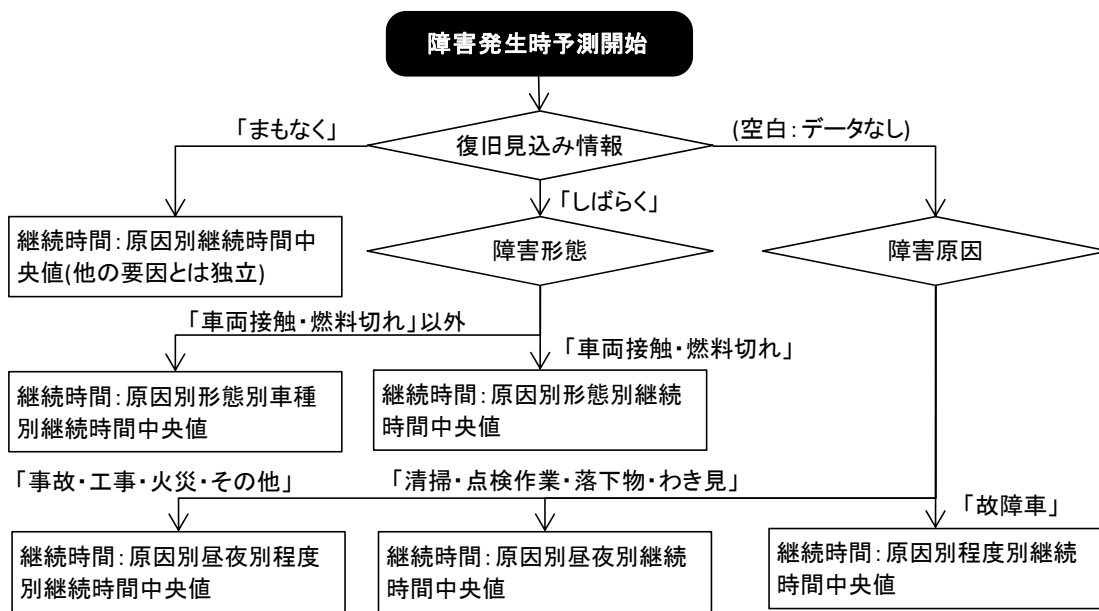 障害発生時予測開始
「まもなく」
復旧見込み情報
(空白：データなし)
「しばらく」
継続時間：原因別継続時間中
央値(他の要因とは独立)
障害形態
障害原因
「車両接触・燃料切れ」以外
「車両接触・燃料切れ」
継続時間：原因別形態別車種
別継続時間中央値
継続時間：原因別形態別継続
時間中央値
「事故・工事・火災・その他」
「清掃・点検作業・落下物・わき見」
「故障車」
継続時間：原因別昼夜別程度
別継続時間中央値
継続時間：原因別昼夜別継続
時間中央値
継続時間：原因別程度別継続
時間中央値